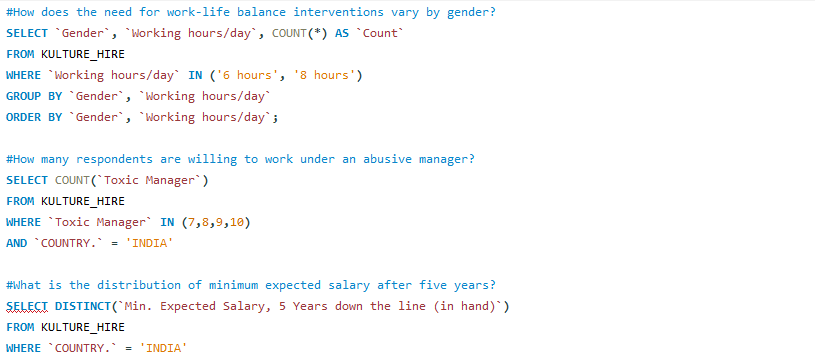 #How does the need for work-life balance interventions vary by gender?
SELECT `Gender`, `Working hours/day`, COUNT(*) AS `Count`
FROM KULTURE_HIRE
WHERE `Working hours/day` IN ('6 hours', '8 hours')
GROUP BY `Gender`, `Working hours/day`
ORDER BY `Gender`, `Working hours/day`;
#How many respondents are willing to work under an abusive manager?
SELECT COUNT(`Toxic Manager`)
FROM KULTURE_HIRE
WHERE `Toxic Manager` IN (7,8,9,10)
AND `COUNTRY.` = 'INDIA'
#What is the distribution of minimum expected salary after five years?
SELECT DISTINCT(`Min. Expected Salary, 5 Years down the line (in hand)`)
FROM KULTURE_HIRE
WHERE `COUNTRY.` = 'INDIA'